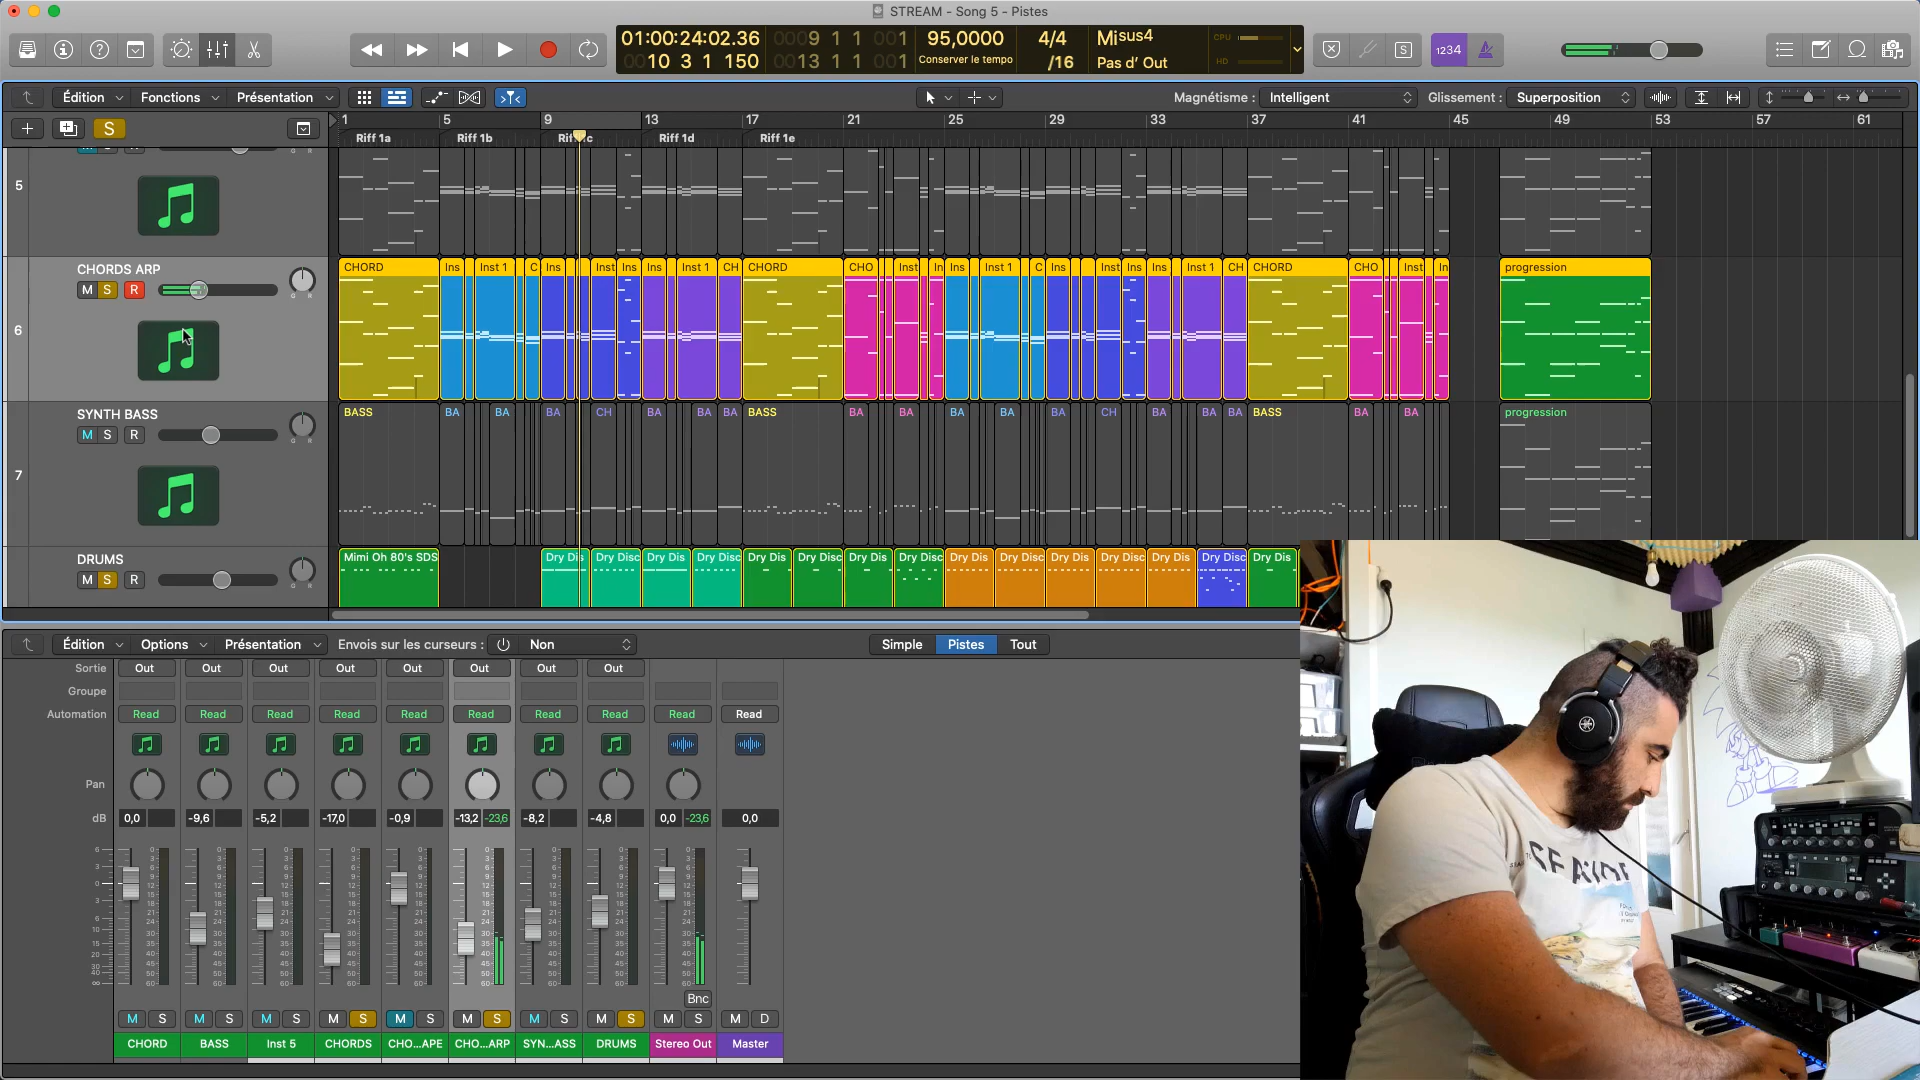 STREAM - Song 5 - Pistes
01:00:24:02.36
0009 1 1 001
95,0000
4/4
Mi sus4
CPU
0010 3 1 150
0013 1 1 001
Conserver le tempo
/16
Pas d' Out
HD
1234
S
Édition
Fonctions
Présentation
Magnétisme :
Intelligent
Glissement :
Superposition
S
1 5 9 13 17 21 25 29 33 37 41 45 49 53 57 61
Riff 1a
Riff 1b
Riff 1d
Riff 1e
5
CHORDS ARP
M S R
6
CHORD Ins Inst 1 C Ins Inst Ins Ins Inst 1 CH CHORD CHO Inst In Ins Inst 1 C Ins Inst Ins Ins Inst 1 CH CHORD CHO Inst In progression
SYNTH BASS
M S R
7
BASS BA BA BA CH BA BA BA BASS BA BA BA BA BA CH BA BA BA BASS BA BA progression
DRUMS
M S R
Mimi Oh 80's SDS Dry Dis Dry Disc Dry Dis Dry Disc Dry Dis Dry Disc Dry Dis Dry Disc Dry Dis Dry Disc Dry Dis Dry Disc Dry Dis Dry Disc Dry Dis
Édition
Options
Présentation
Envois sur les curseurs :
Non
Simple
Pistes
Tout
Sortie Out Out Out Out Out Out Out Out
Groupe
Automation Read Read Read Read Read Read Read Read Read Read
Pan
dB 0,0 -9,6 -5,2 -17,0 -0,9 -13,2 -23,6 -8,2 -4,8 0,0 -23,6 0,0
Bnc
M S M S M S M S M S M S M S M S M S M D
CHORD BASS Inst 5 CHORDS CHO...APE CHO...ARP SYN...ASS DRUMS Stereo Out Master